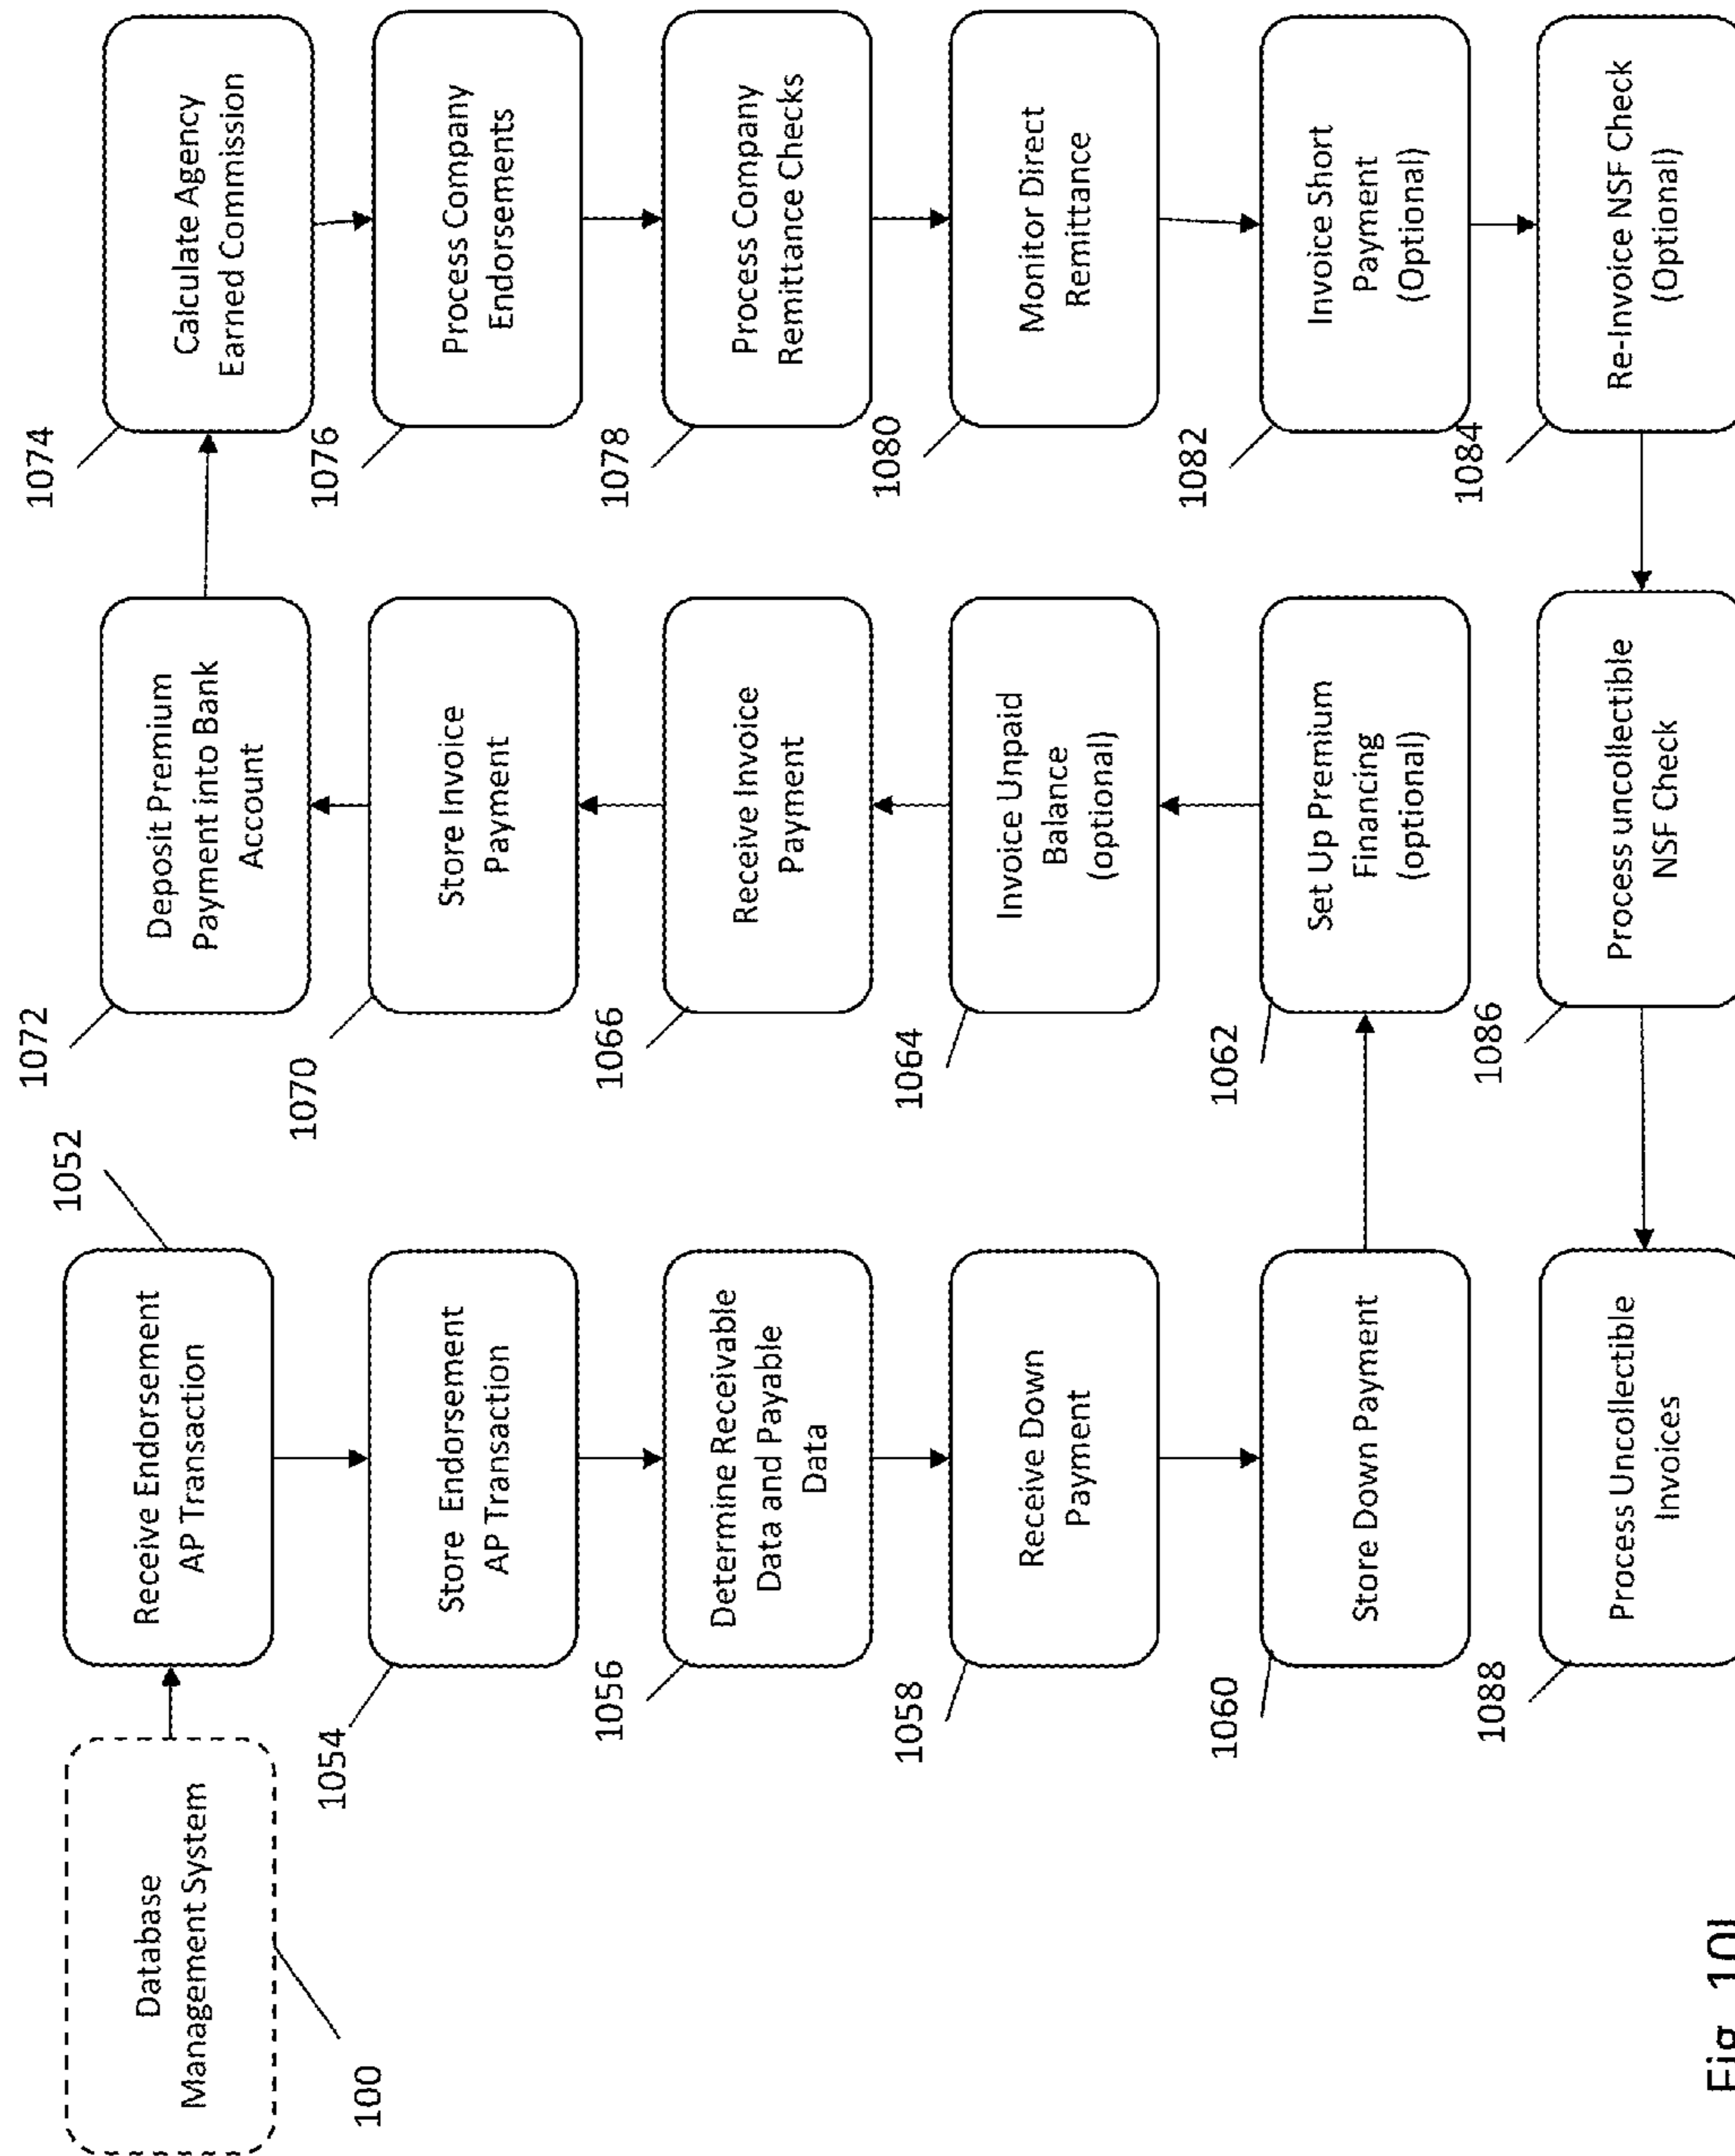 Database
Management System
100
Receive Endorsement
AP Transaction
1052
Store Endorsement
AP Transaction
1054
Determine Receivable
Data and Payable
Data
1056
Receive Down
Payment
1058
Store Down Payment
1060
Set Up Premium
Financing
(optional)
1062
Invoice Unpaid
Balance
(optional)
1064
Receive Invoice
Payment
1066
Store Invoice
Payment
1070
Deposit Premium
Payment into Bank
Account
1072
Calculate Agency
Earned Commission
1074
Process Company
Endorsements
1076
Process Company
Remittance Checks
1078
Monitor Direct
Remittance
1080
Invoice Short
Payment
(Optional)
1082
Re-Invoice NSF Check
(Optional)
1084
Process uncollectible
NSF Check
1086
Process Uncollectible
Invoices
1088